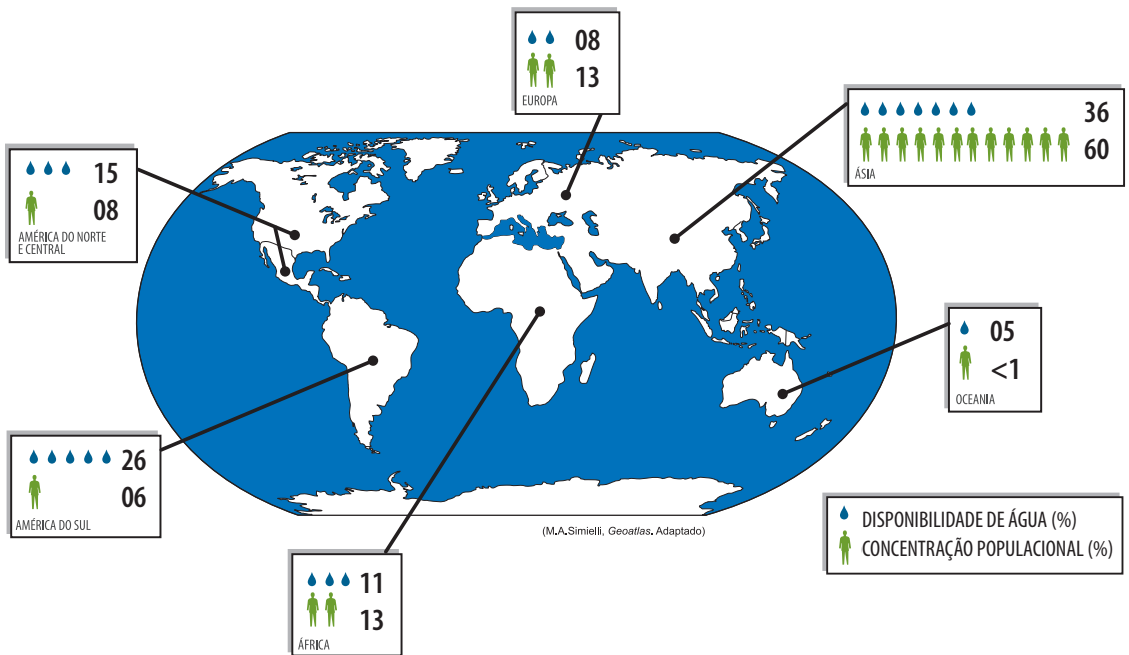 08
13
EUROPA
36
60
ÁSIA
15
08
AMÉRICA DO NORTE
E CENTRAL
05
<1
OCEANIA
26
06
AMÉRICA DO SUL
(M.A.Simielli, Geoatlas. Adaptado)
DISPONIBILIDADE DE ÁGUA (%)
CONCENTRAÇÃO POPULACIONAL (%)
11
13
ÁFRICA